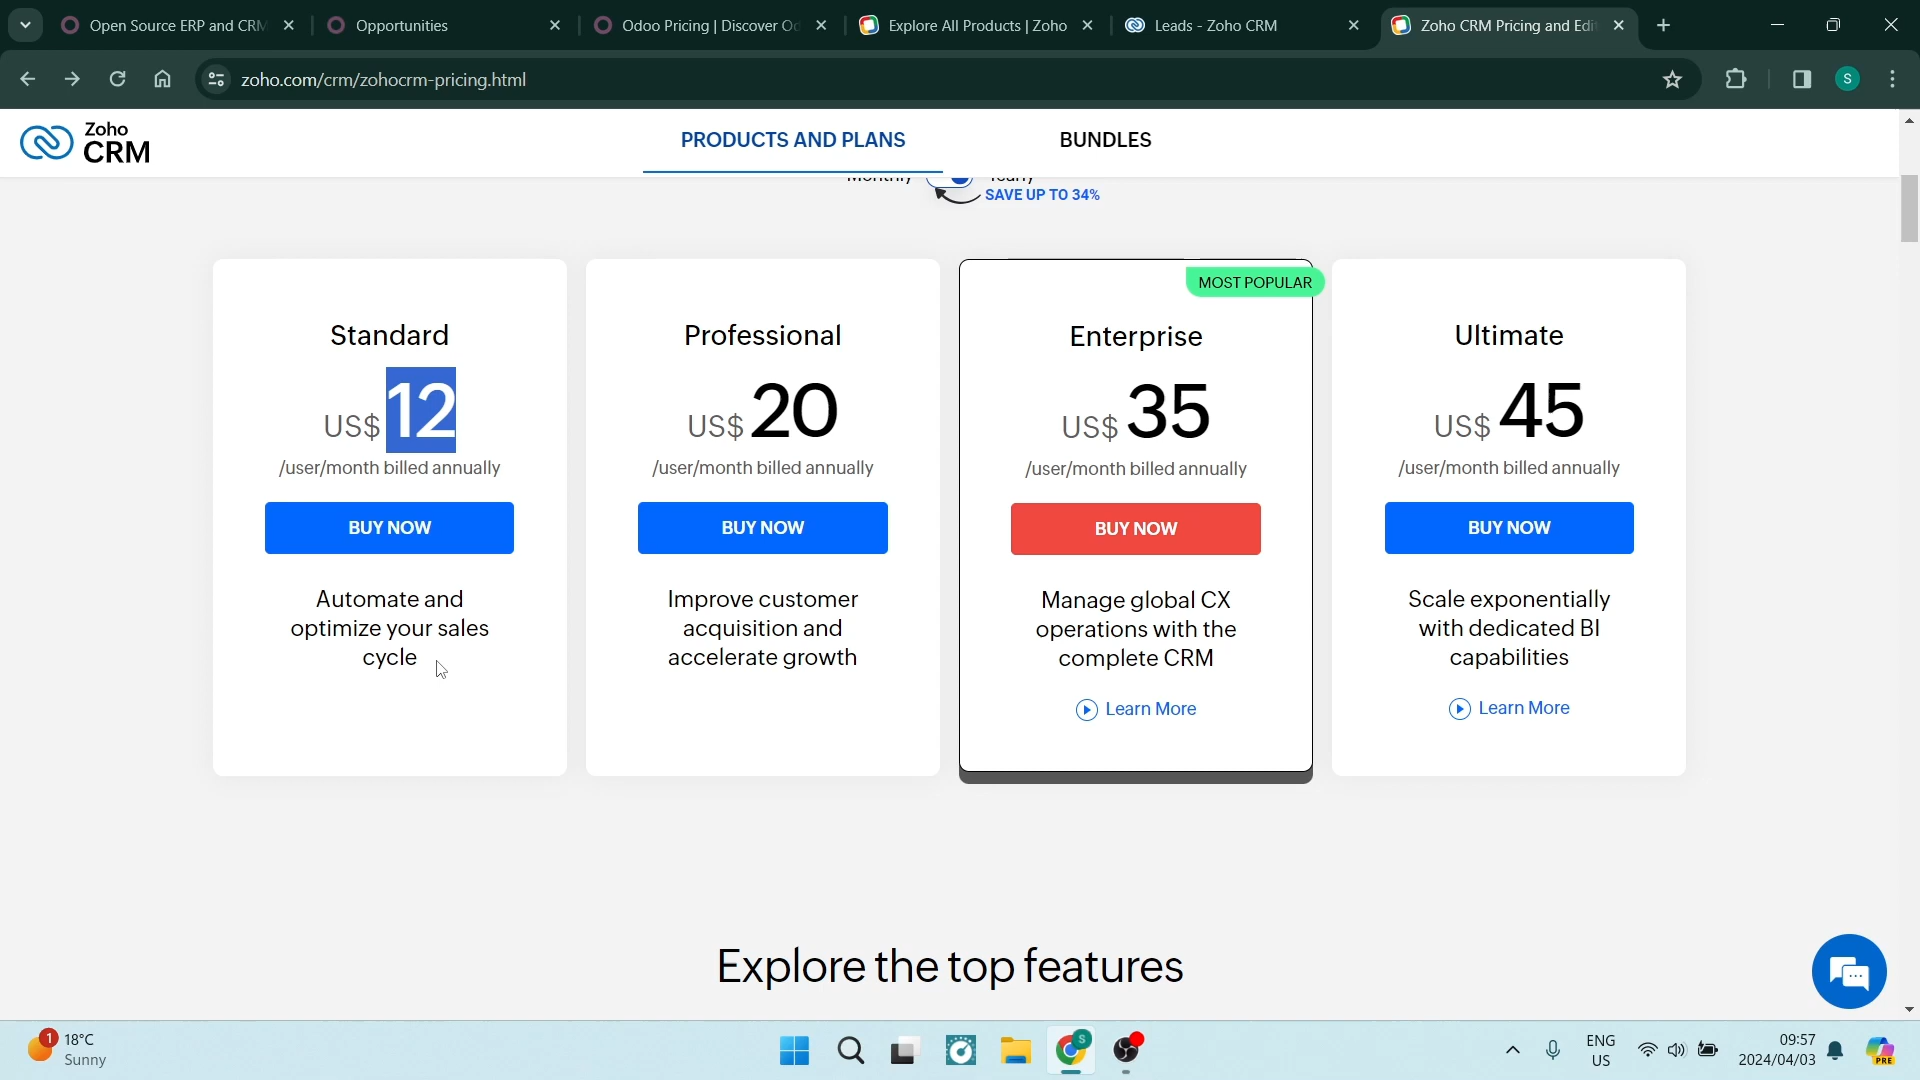 Open Source ERP and CRM
Opportunities
Odoo Pricing | Discover Od
Explore All Products | Zoho
Leads - Zoho CRM
Zoho CRM Pricing and Edit
zoho.com/crm/zohocrm-pricing.html
S
Zoho
CRM
PRODUCTS AND PLANS
BUNDLES
Monthly
Yearly
SAVE UP TO 34%
MOST POPULAR
Standard
US$ 12
/user/month billed annually
BUY NOW
Automate and
optimize your sales
cycle
Professional
US$ 20
/user/month billed annually
BUY NOW
Improve customer
acquisition and
accelerate growth
Enterprise
US$ 35
/user/month billed annually
BUY NOW
Manage global CX
operations with the
complete CRM
Learn More
Ultimate
US$ 45
/user/month billed annually
BUY NOW
Scale exponentially
with dedicated BI
capabilities
Learn More
Explore the top features
1
18°C
Sunny
S
ENG
US
09:57
2024/04/03
PRE